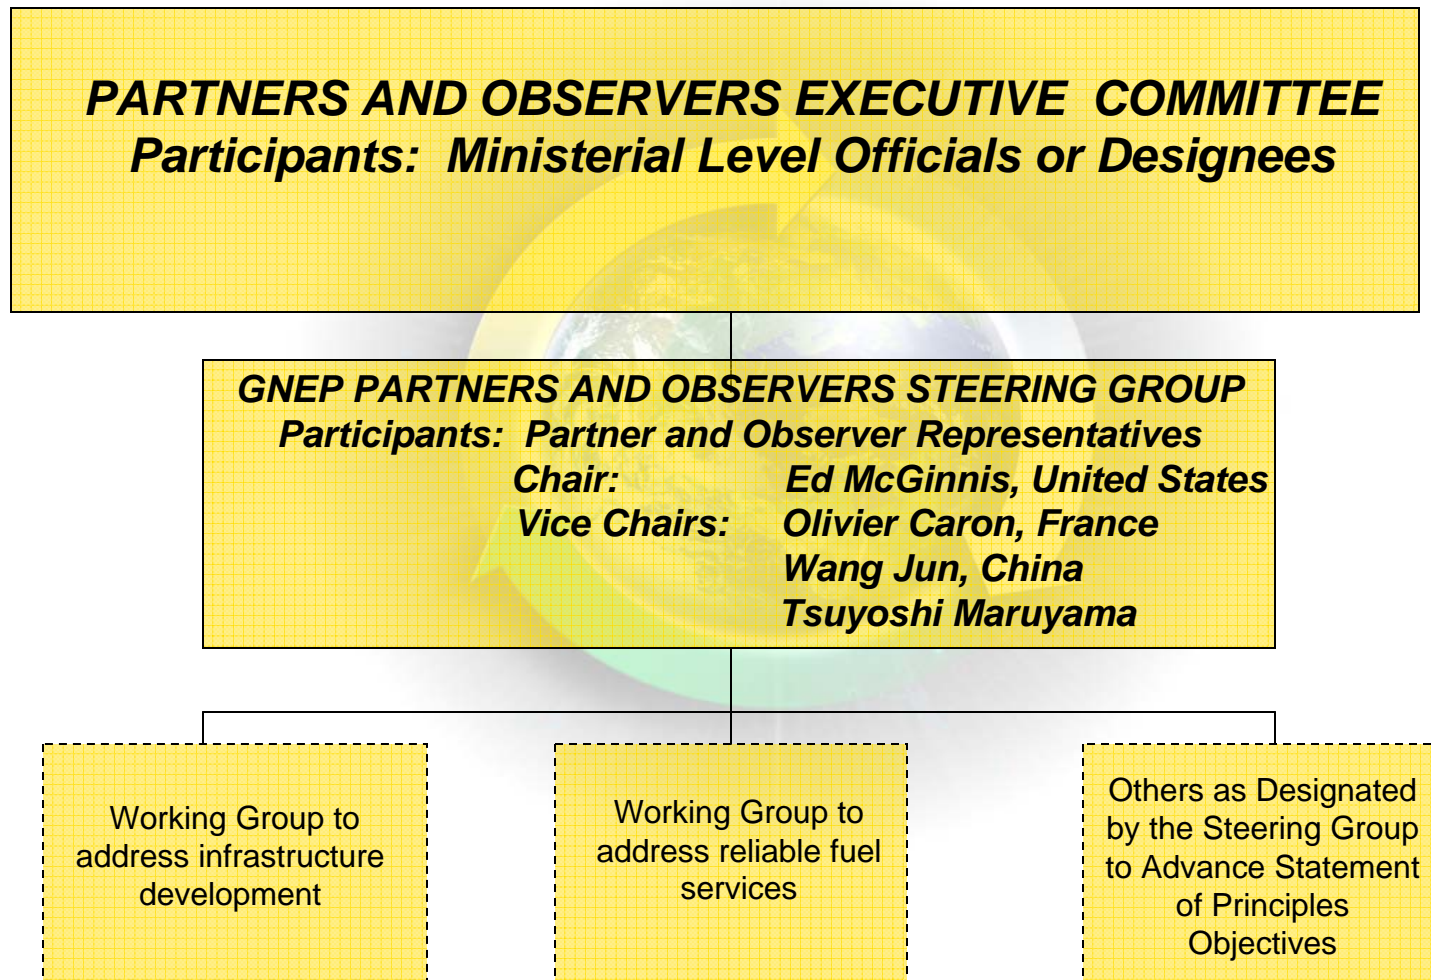 PARTNERS AND OBSERVERS EXECUTIVE COMMITTEE
Participants: Ministerial Level Officials or Designees
GNEP PARTNERS AND OBSERVERS STEERING GROUP
Participants: Partner and Observer Representatives
Chair: Ed McGinnis, United States
Vice Chairs: Olivier Caron, France
Wang Jun, China
Tsuyoshi Maruyama
Working Group to
address infrastructure
development
Working Group to
address reliable fuel
services
Others as Designated
by the Steering Group
to Advance Statement
of Principles
Objectives